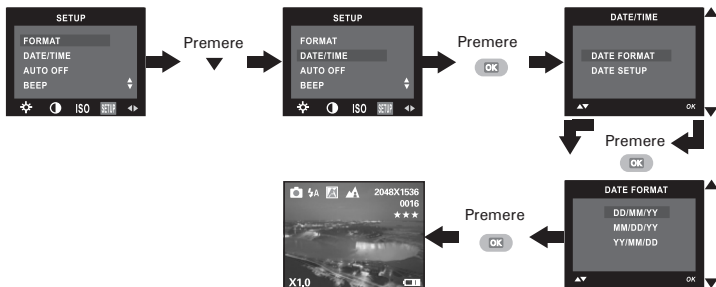 SETUP
FORMAT
DATE/TIME
AUTO OFF
BEEP
ISO SETUP
Premere
SETUP
FORMAT
DATE/TIME
AUTO OFF
BEEP
ISO SETUP
Premere
OK
DATE/TIME
DATE FORMAT
DATE SETUP
OK
Premere
OK
DATE FORMAT
DD/MM/YY
MM/DD/YY
YY/MM/DD
OK
Premere
OK
A 2048X1536
0016
X1,0